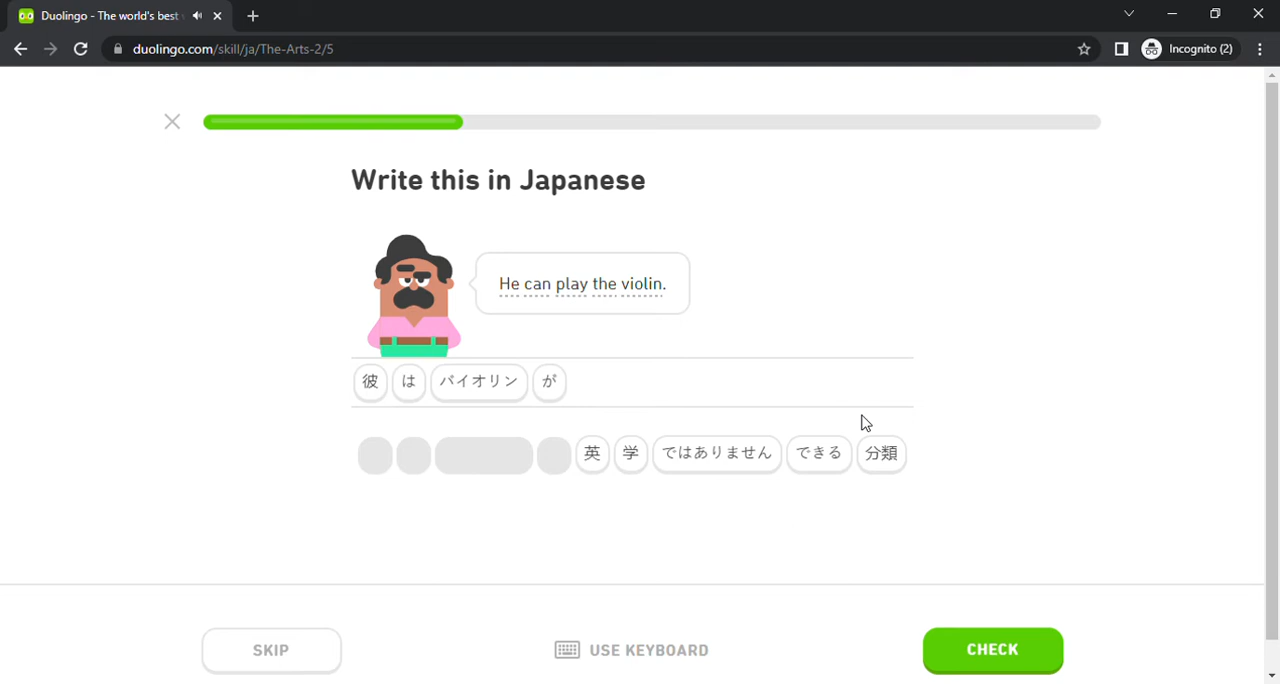 Duolingo - The world's best
duolingo.com/skill/ja/The-Arts-2/5
Incognito (2)
Write this in Japanese
He can play the violin.
彼 は バイオリン が
英 学 ではありません できる 分類
SKIP
USE KEYBOARD
CHECK